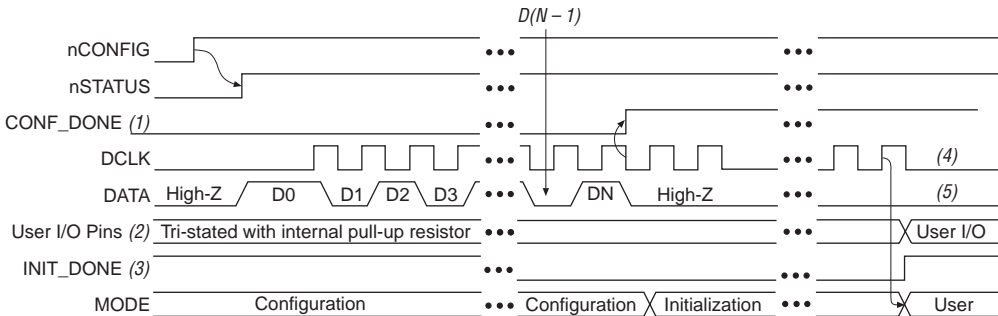 D(N – 1)
nCONFIG
nSTATUS
CONF_DONE (1)
DCLK (4)
DATA High-Z D0 D1 D2 D3 DN High-Z (5)
User I/O Pins (2) Tri-stated with internal pull-up resistor User I/O
INIT_DONE (3)
MODE Configuration Configuration Initialization User